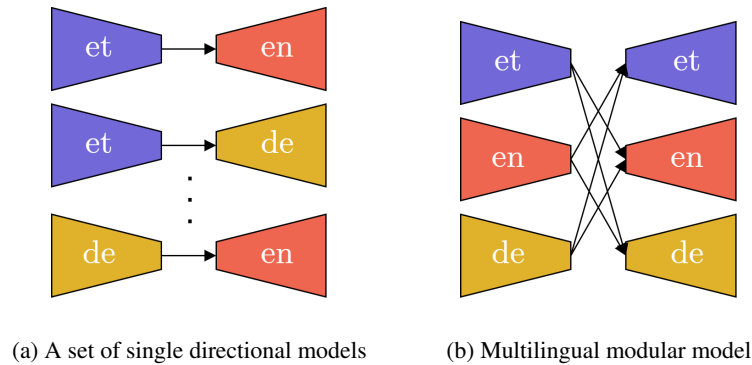 et en et et
et de en en
de en de de
(a) A set of single directional models
(b) Multilingual modular model